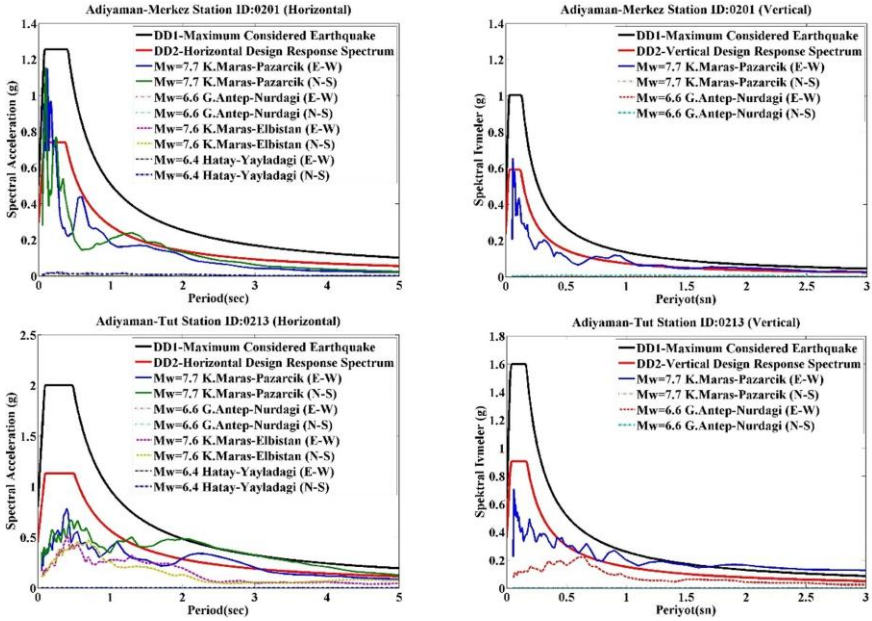 Adiyaman-Merkez Station ID:0201 (Horizontal)
1.4
1.2
1
0.8
0.6
0.4
0.2
0
Spectral Acceleration (g)
DD1-Maximum Considered Earthquake
DD2-Horizontal Design Response Spectrum
Mw=7.7 K.Maras-Pazarcik (E-W)
Mw=7.7 K.Maras-Pazarcik (N-S)
Mw=6.6 G.Antep-Nurdagi (E-W)
Mw=6.6 G.Antep-Nurdagi (N-S)
Mw=7.6 K.Maras-Elbistan (E-W)
Mw=7.6 K.Maras-Elbistan (N-S)
Mw=6.4 Hatay-Yayladagi (E-W)
Mw=6.4 Hatay-Yayladagi (N-S)
0 1 2 3 4 5
Period(sec)
Adiyaman-Merkez Station ID:0201 (Vertical)
1.4
1.2
1
0.8
0.6
0.4
0.2
0
Spektral Ivmeler (g)
DD1-Maximum Considered Earthquake
DD2-Vertical Design Response Spectrum
Mw=7.7 K.Maras-Pazarcik (E-W)
Mw=7.7 K.Maras-Pazarcik (N-S)
Mw=6.6 G.Antep-Nurdagi (E-W)
Mw=6.6 G.Antep-Nurdagi (N-S)
0 0.5 1 1.5 2 2.5 3
Periyot(sn)
Adiyaman-Tut Station ID:0213 (Horizontal)
2.5
2
1.5
1
0.5
0
Spectral Acceleration (g)
DD1-Maximum Considered Earthquake
DD2-Horizontal Design Response Spectrum
Mw=7.7 K.Maras-Pazarcik (E-W)
Mw=7.7 K.Maras-Pazarcik (N-S)
Mw=6.6 G.Antep-Nurdagi (E-W)
Mw=6.6 G.Antep-Nurdagi (N-S)
Mw=7.6 K.Maras-Elbistan (E-W)
Mw=7.6 K.Maras-Elbistan (N-S)
Mw=6.4 Hatay-Yayladagi (E-W)
Mw=6.4 Hatay-Yayladagi (N-S)
0 1 2 3 4 5
Period(sec)
Adiyaman-Tut Station ID:0213 (Vertical)
1.8
1.6
1.4
1.2
1
0.8
0.6
0.4
0.2
0
Spektral Ivmeler (g)
DD1-Maximum Considered Earthquake
DD2-Vertical Design Response Spectrum
Mw=7.7 K.Maras-Pazarcik (E-W)
Mw=7.7 K.Maras-Pazarcik (N-S)
Mw=6.6 G.Antep-Nurdagi (E-W)
Mw=6.6 G.Antep-Nurdagi (N-S)
0 0.5 1 1.5 2 2.5 3
Periyot(sn)